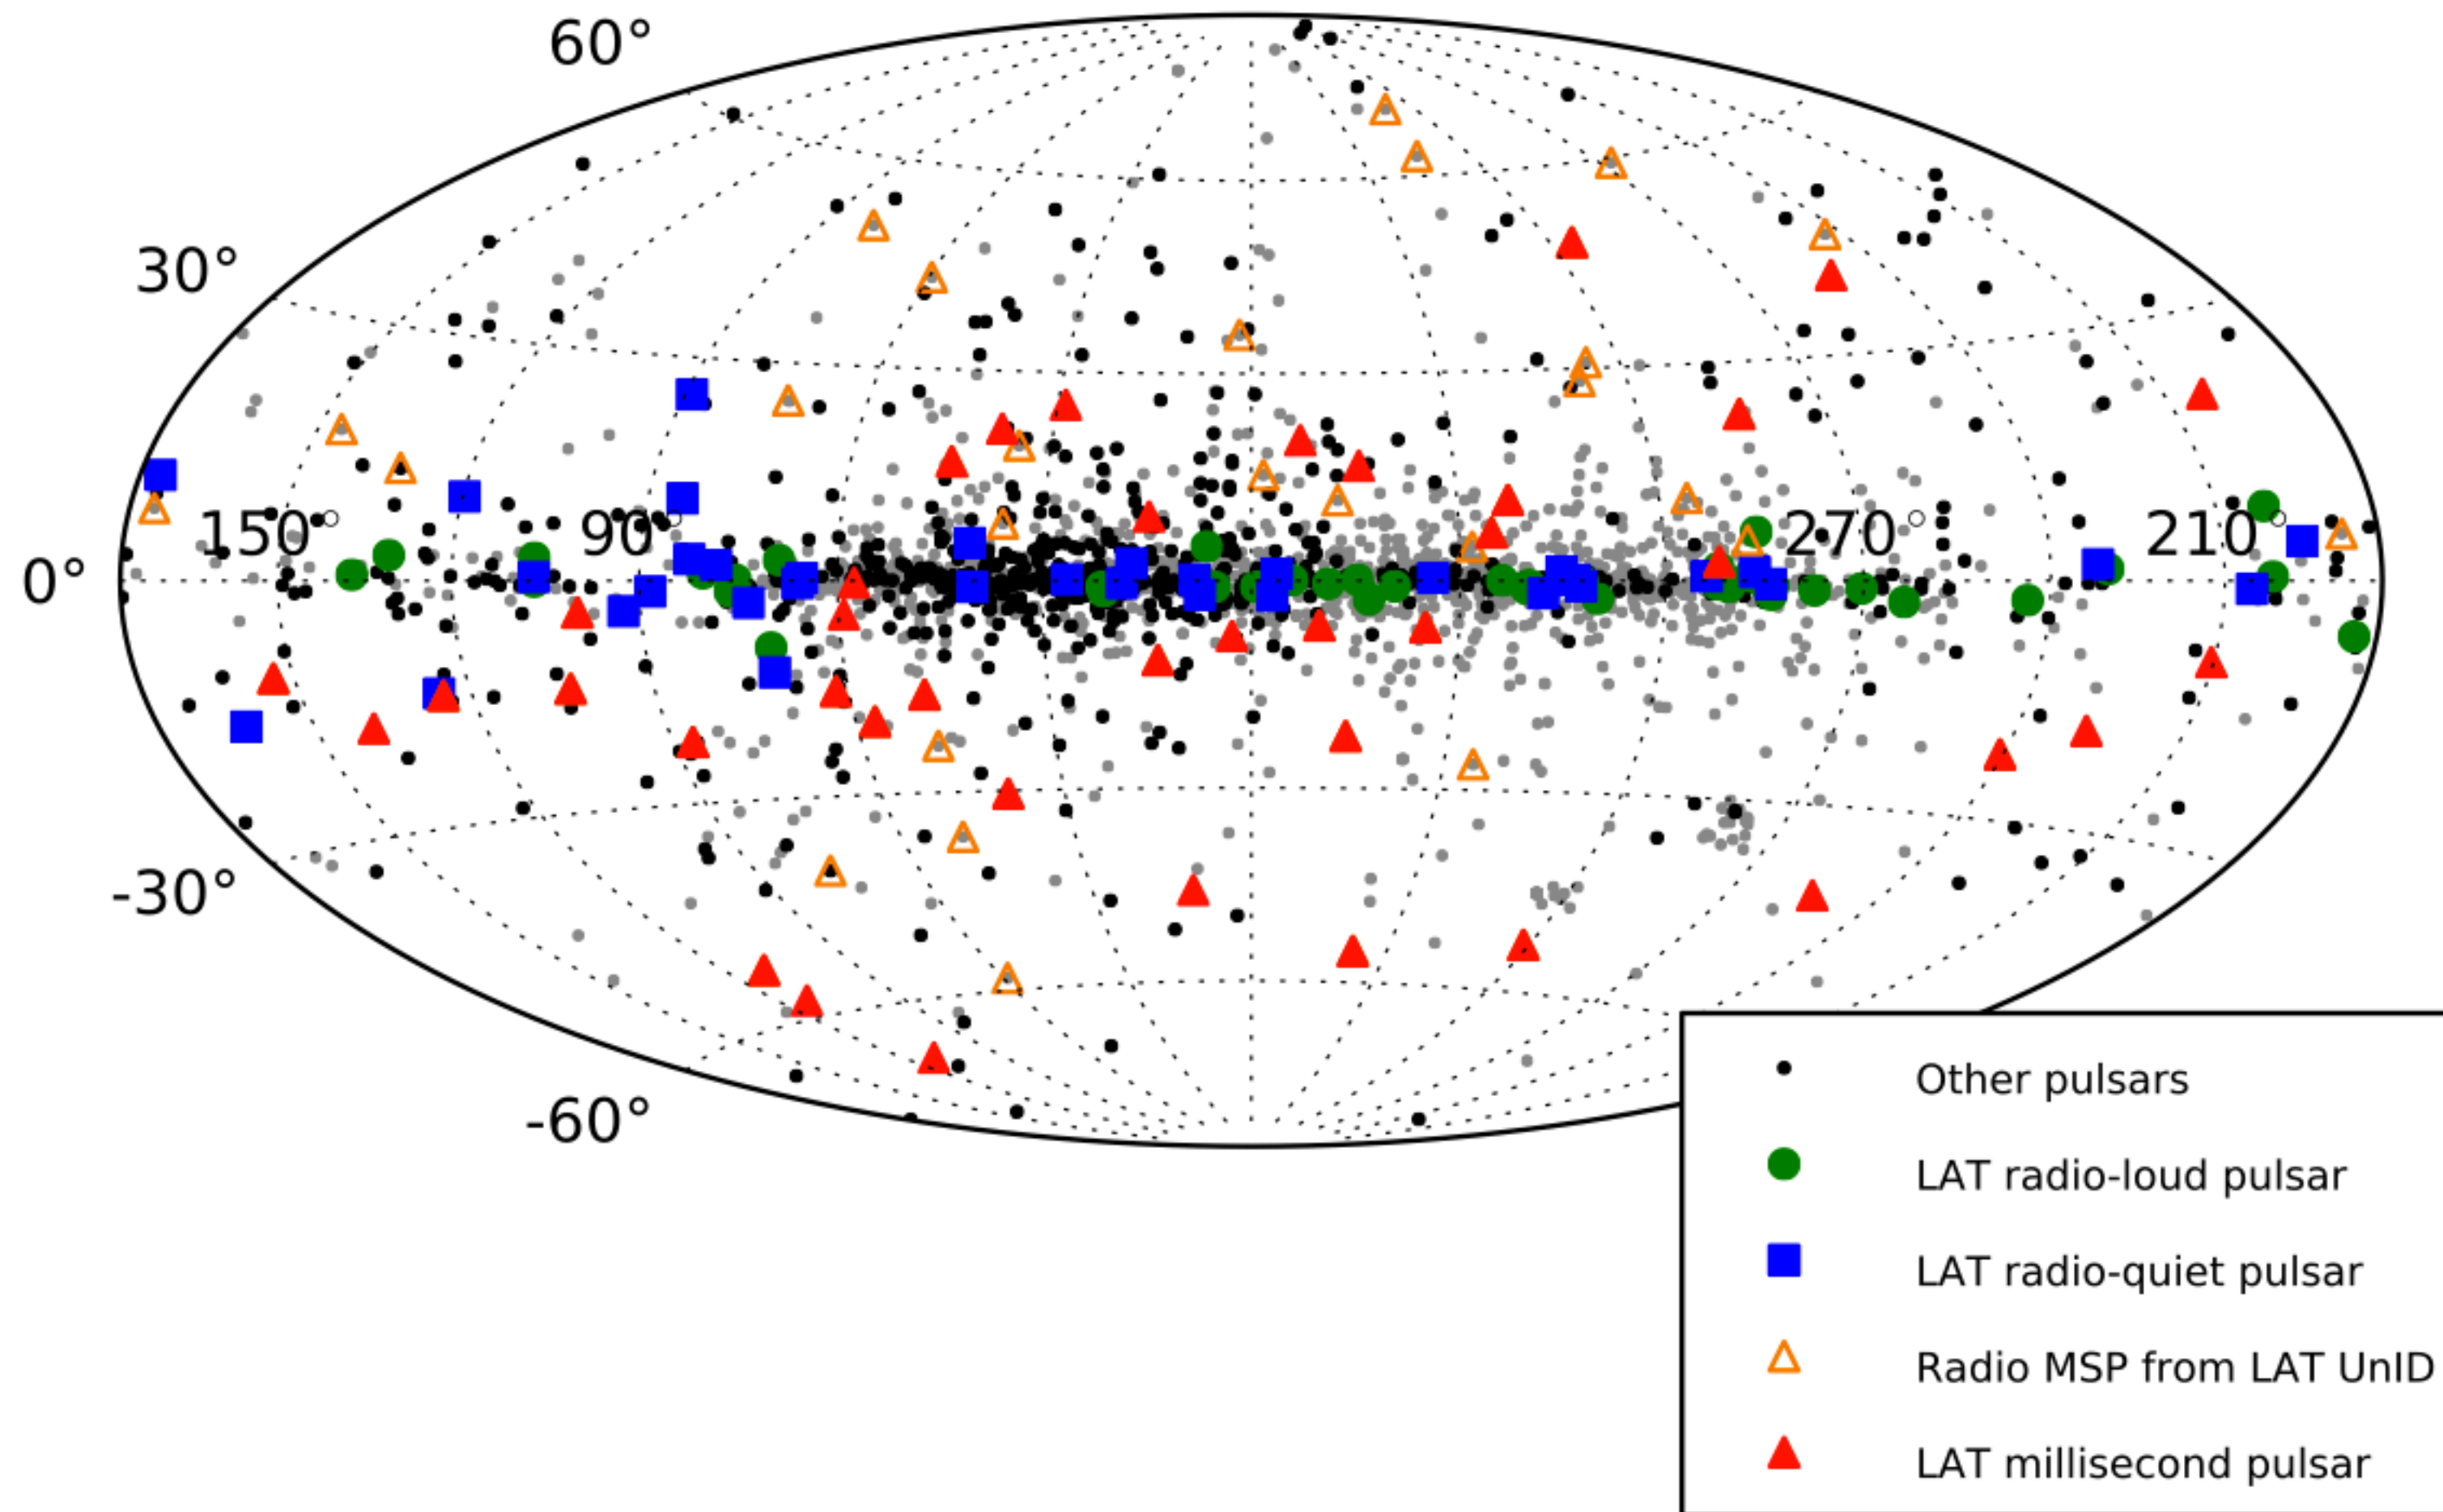 60°
30°
150° 90° 270° 210°
0°
-30°
-60°
Other pulsars
LAT radio-loud pulsar
LAT radio-quiet pulsar
Radio MSP from LAT UnID
LAT millisecond pulsar